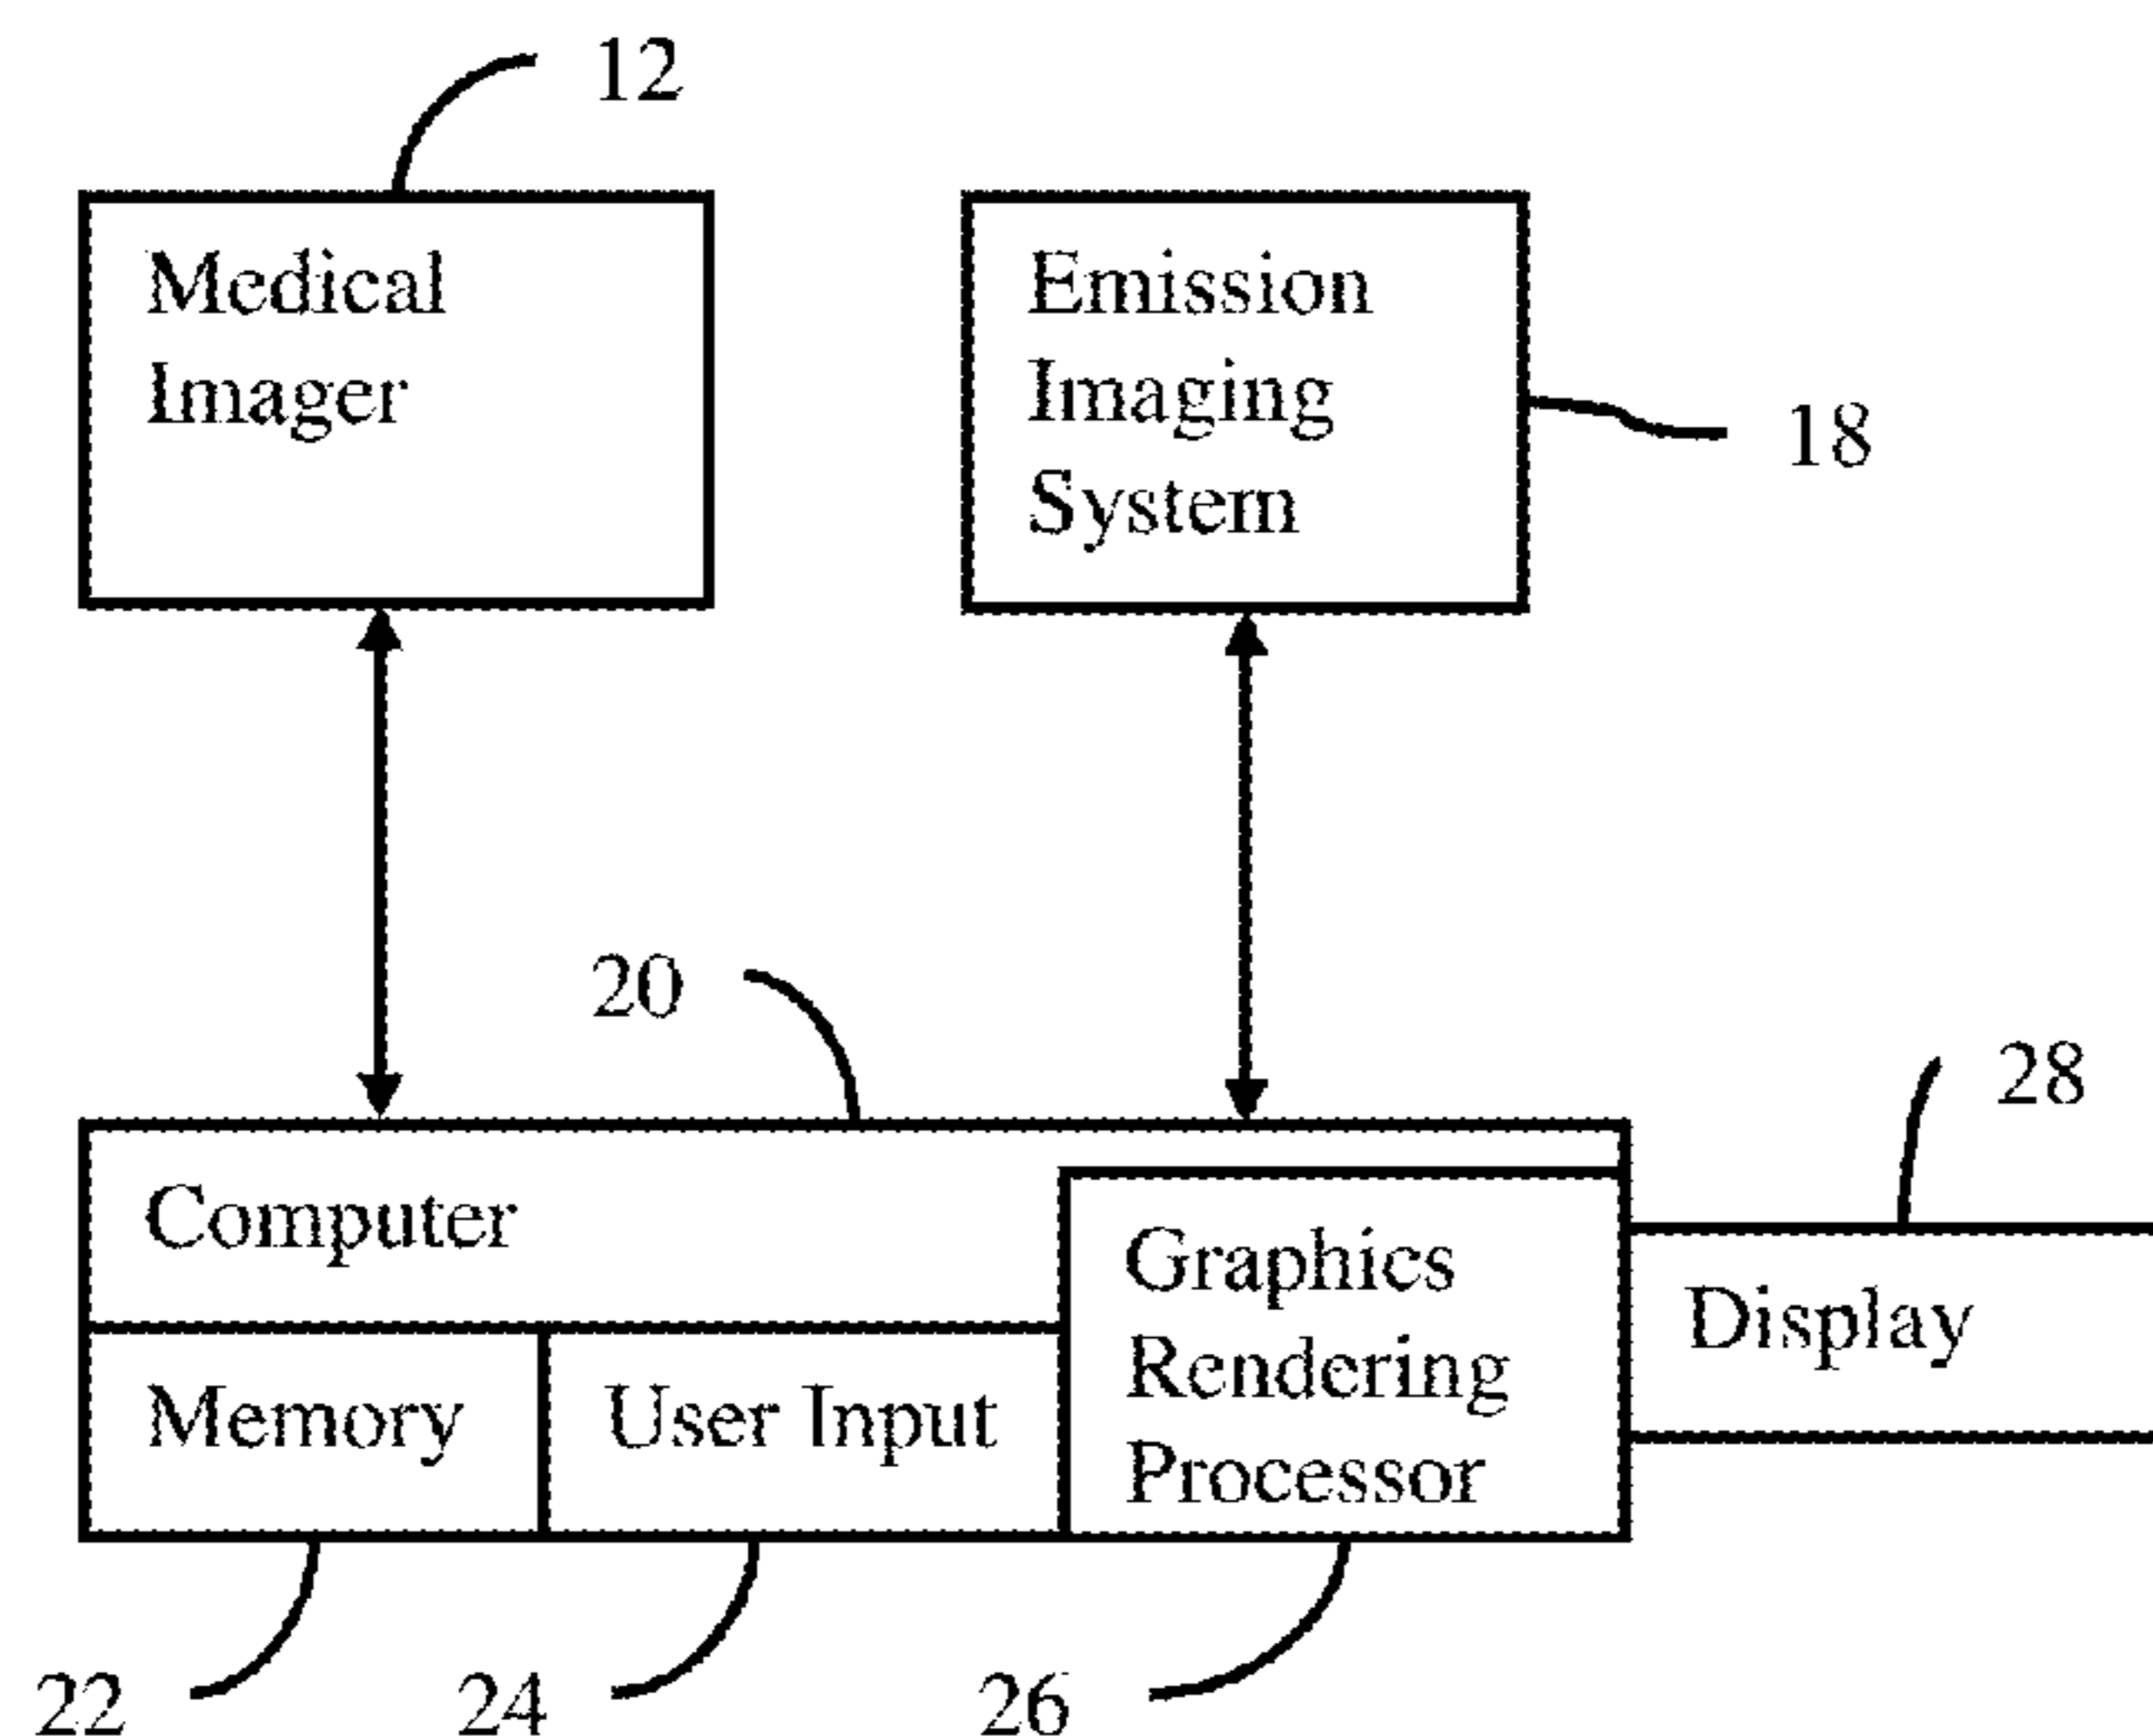 12
Medical
Imager
Emission
Imaging
System
18
20
28
Computer
Graphics
Rendering
Processor
Display
Memory
User Input
22
24
26